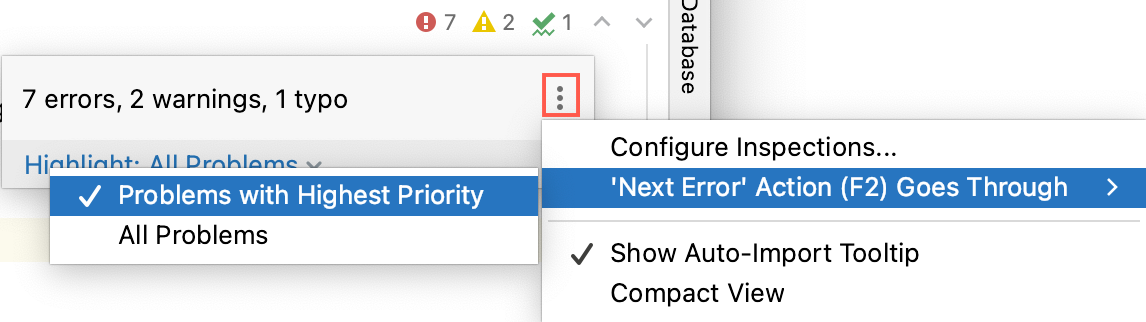 7 2 1
Database
7 errors, 2 warnings, 1 typo
Highlight: All Problems
Configure Inspections...
'Next Error' Action (F2) Goes Through
Problems with Highest Priority
All Problems
Show Auto-Import Tooltip
Compact View